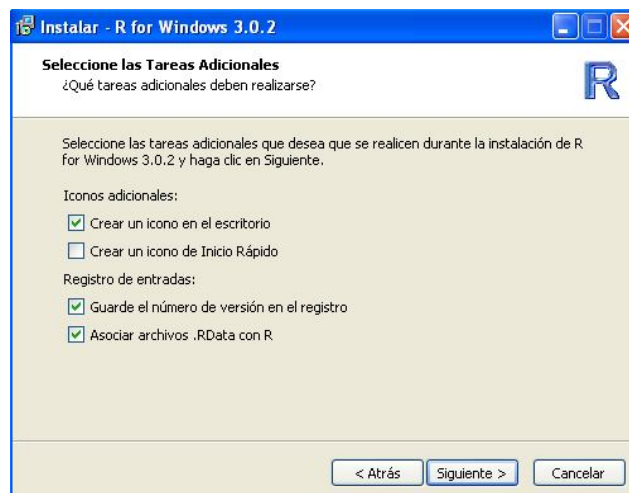 Instalar - R for Windows 3.0.2
Seleccione las Tareas Adicionales
¿Qué tareas adicionales deben realizarse?
R
Seleccione las tareas adicionales que desea que se realicen durante la instalación de R
for Windows 3.0.2 y haga clic en Siguiente.
Iconos adicionales:
Crear un icono en el escritorio
Crear un icono de Inicio Rápido
Registro de entradas:
Guarde el número de versión en el registro
Asociar archivos .RData con R
< Atrás
Siguiente >
Cancelar